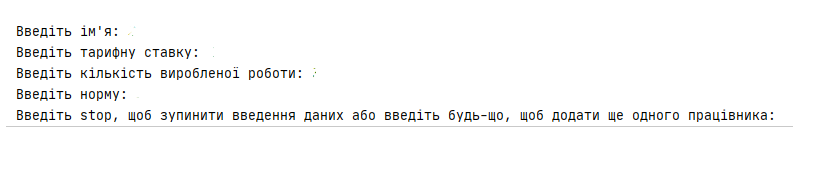 Введіть ім'я:
Введіть тарифну ставку:
Введіть кількість виробленої роботи:
Введіть норму:
Введіть stop, щоб зупинити введення даних або введіть будь-що, щоб додати ще одного працівника: